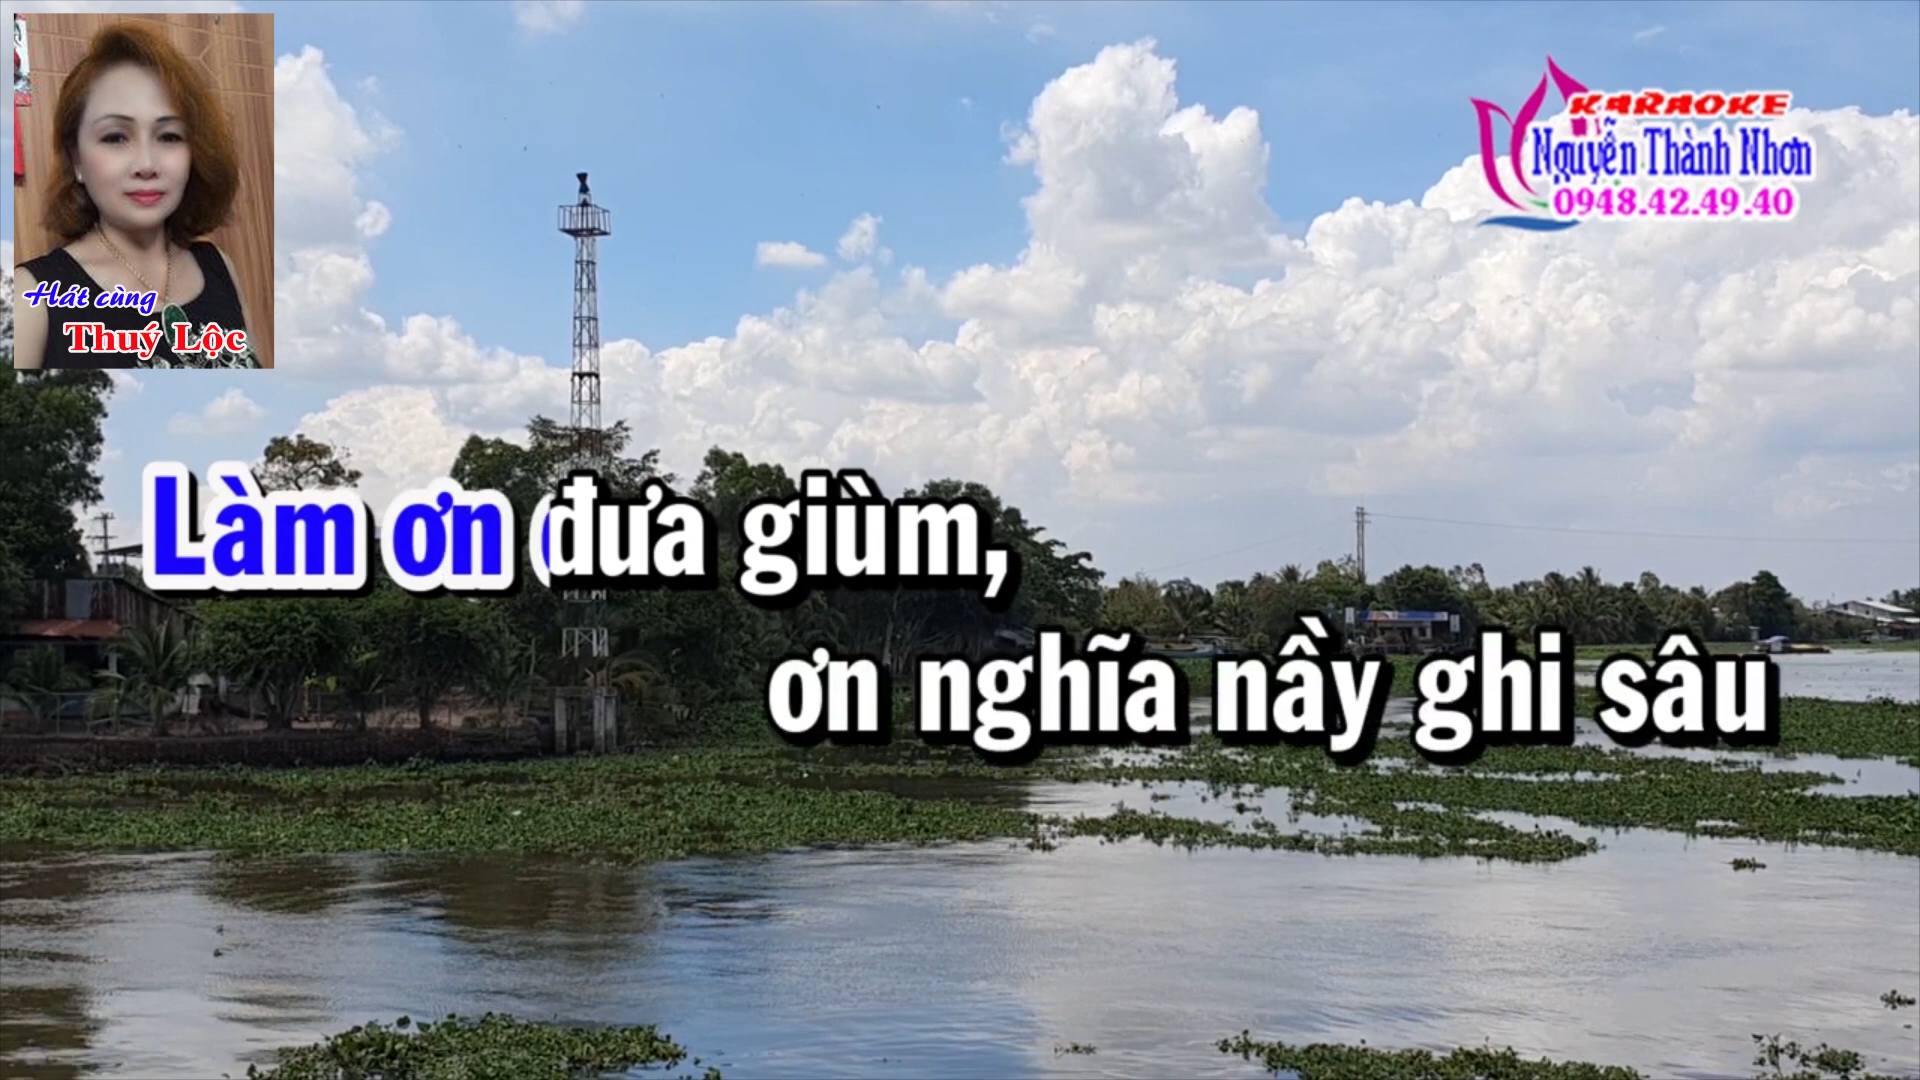 Hát cùng
Thuý Lộc
KARAOKE
Nguyễn Thành Nhơn
0948.42.49.40
Làm ơn đưa giùm,
ơn nghĩa nầy ghi sâu